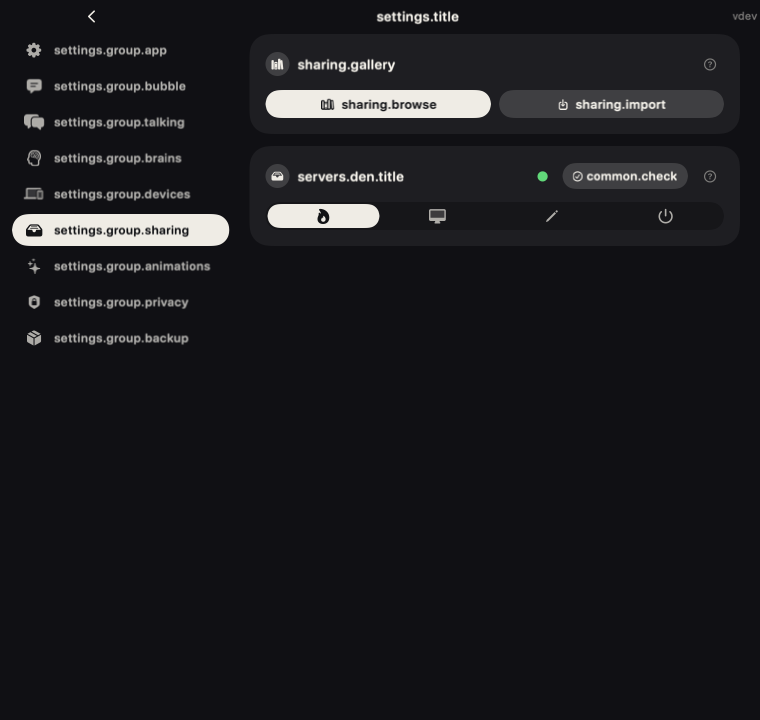 settings.title
vdev
settings.group.app
settings.group.bubble
settings.group.talking
settings.group.brains
settings.group.devices
settings.group.sharing
settings.group.animations
settings.group.privacy
settings.group.backup
sharing.gallery
sharing.browse
sharing.import
servers.den.title
common.check